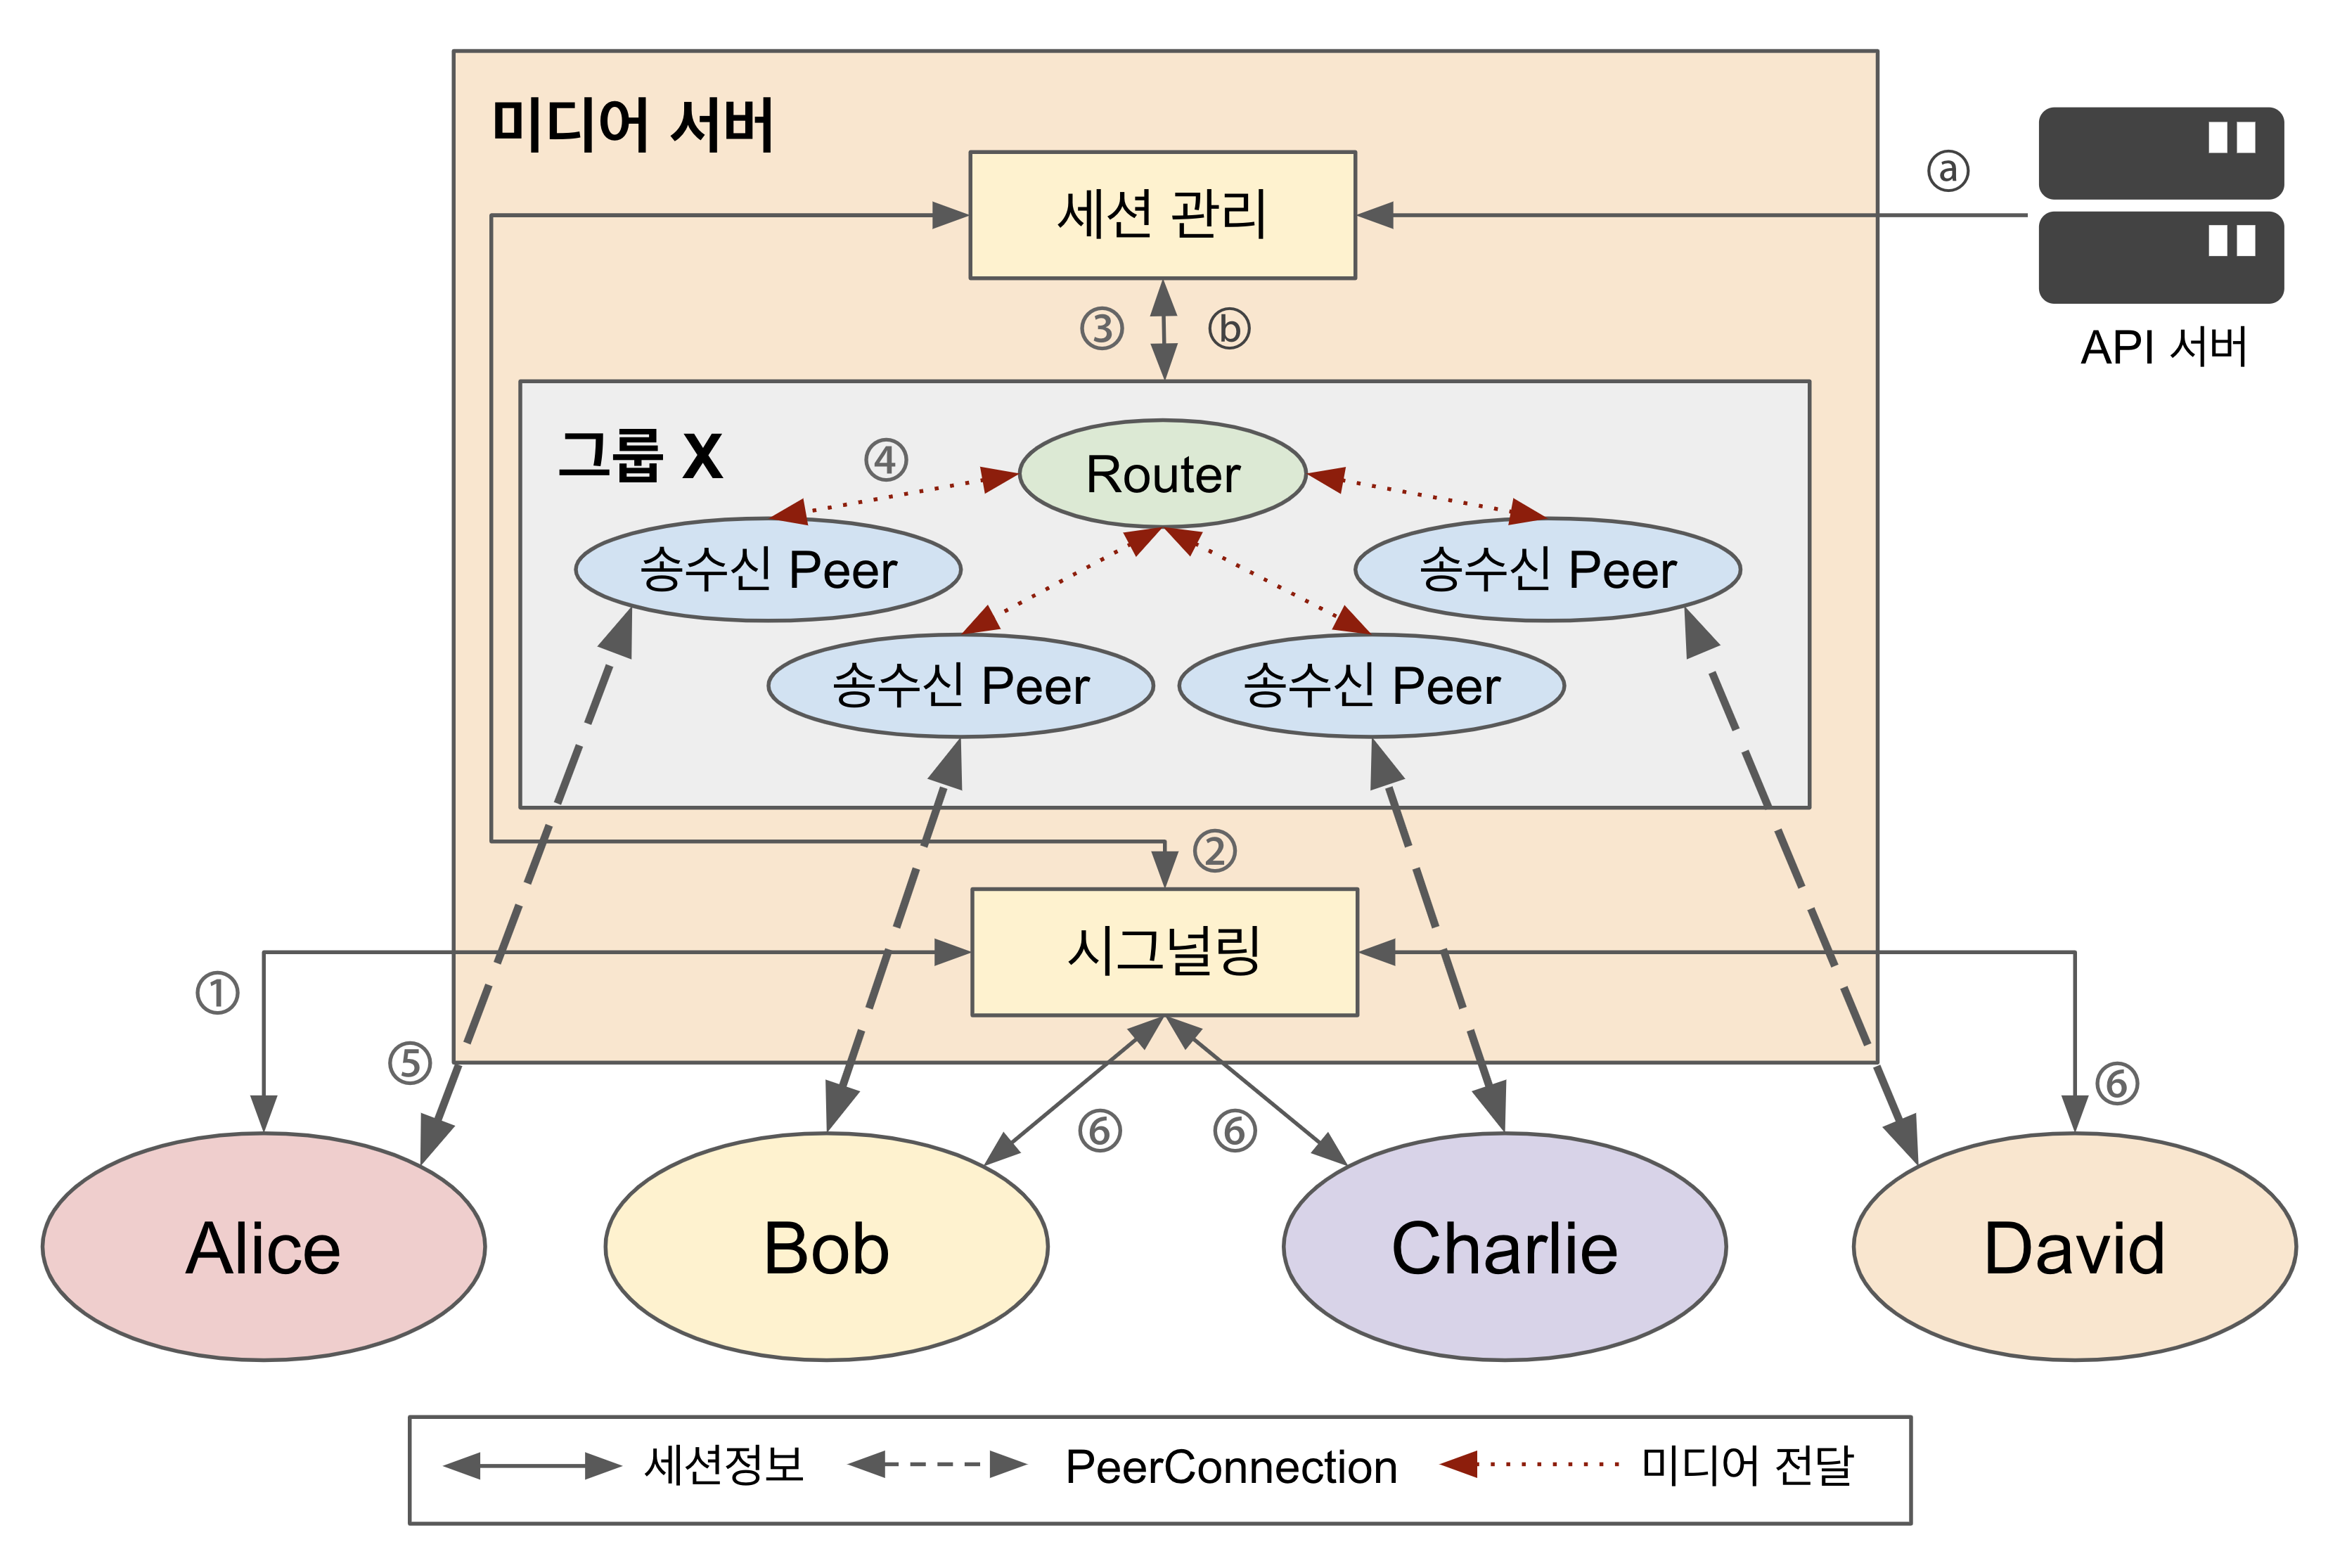 미디어 서버
세션 관리
ⓐ
API 서버
③
ⓑ
그룹 X
④
Router
송수신 Peer
송수신 Peer
송수신 Peer
송수신 Peer
②
시그널링
①
⑤
⑥
⑥
⑥
Alice
Bob
Charlie
David
세션정보
PeerConnection
미디어 전달